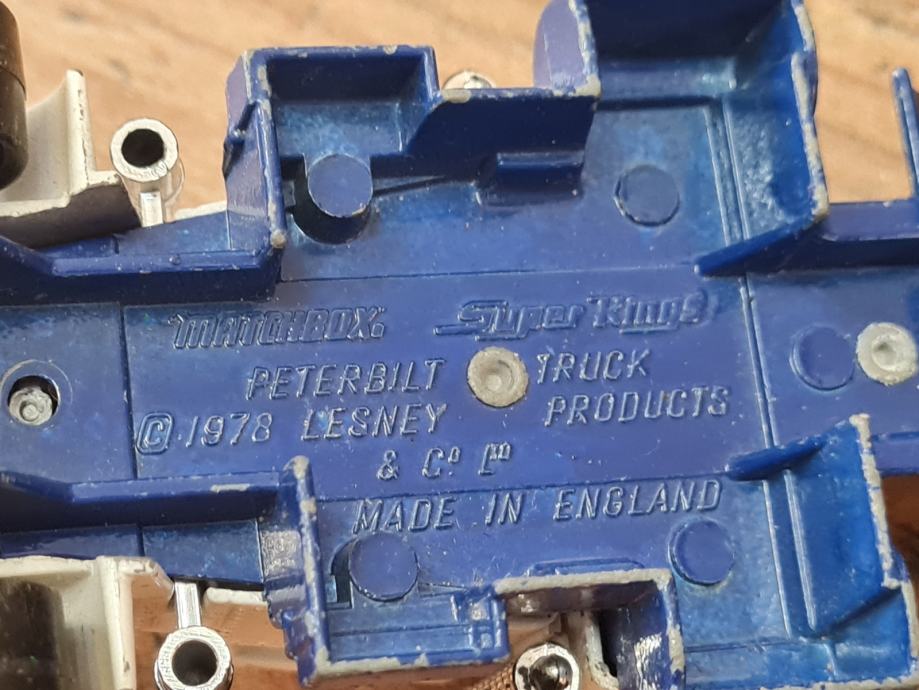 MATCHBOX Super Kings
PETERBILT TRUCK
© 1978 LESNEY PRODUCTS
& Cº Lᵀᴰ
MADE IN ENGLAND